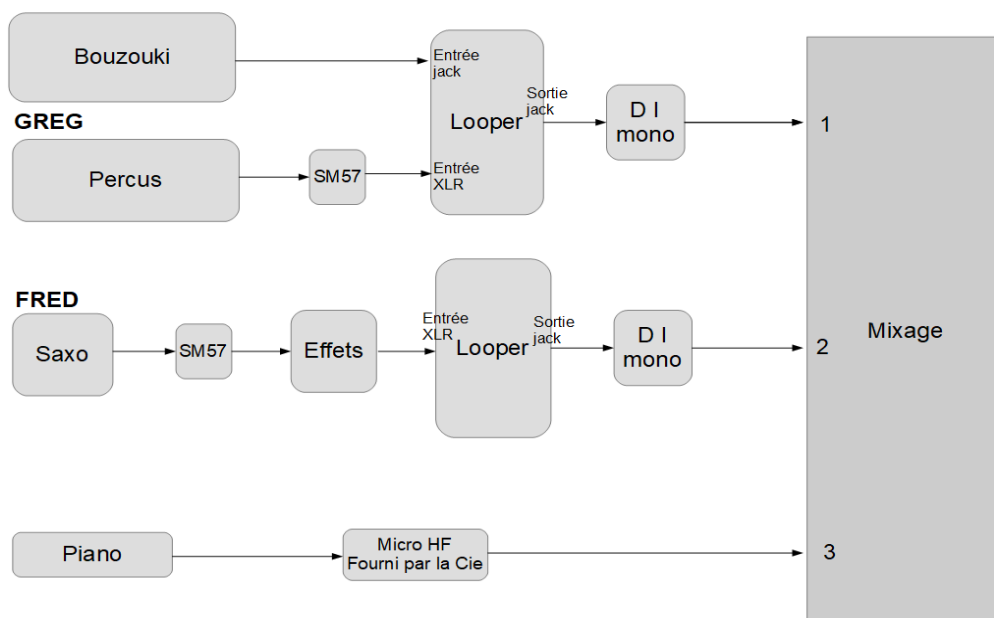 Bouzouki
Entrée
jack
GREG
Percus
SM57
Entrée
XLR
Looper
Sortie
jack
D I
mono
1
FRED
Saxo
SM57
Effets
Entrée
XLR
Looper
Sortie
jack
D I
mono
2
Mixage
Piano
Micro HF
Fourni par la Cie
3